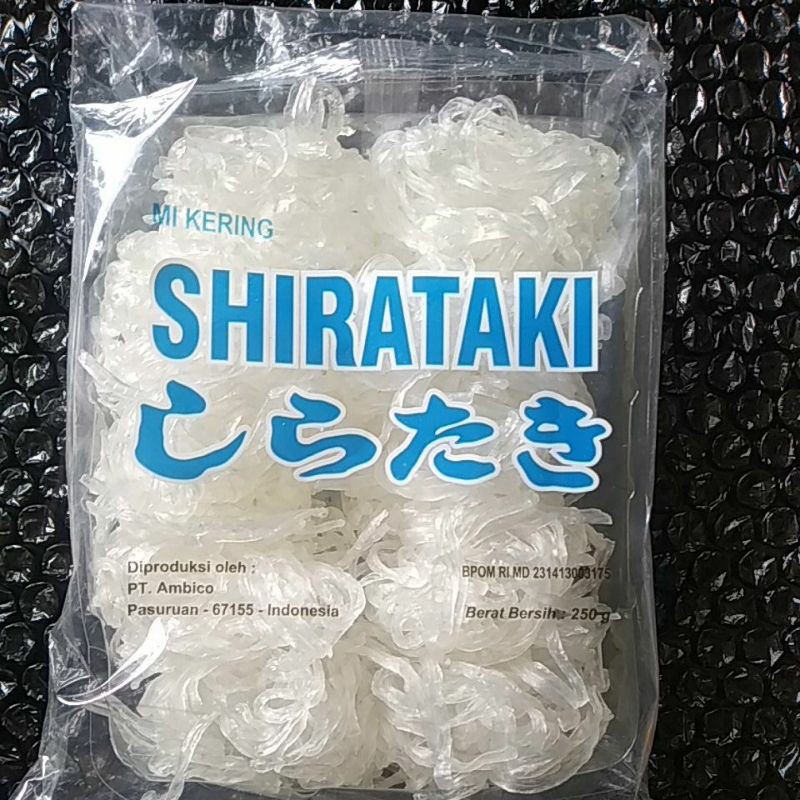 MI KERING
SHIRATAKI
しらたき
Diproduksi oleh :
PT. Ambico
Pasuruan - 67155 - Indonesia
BPOM RI.MD 231413003175
Berat Bersih : 250 g